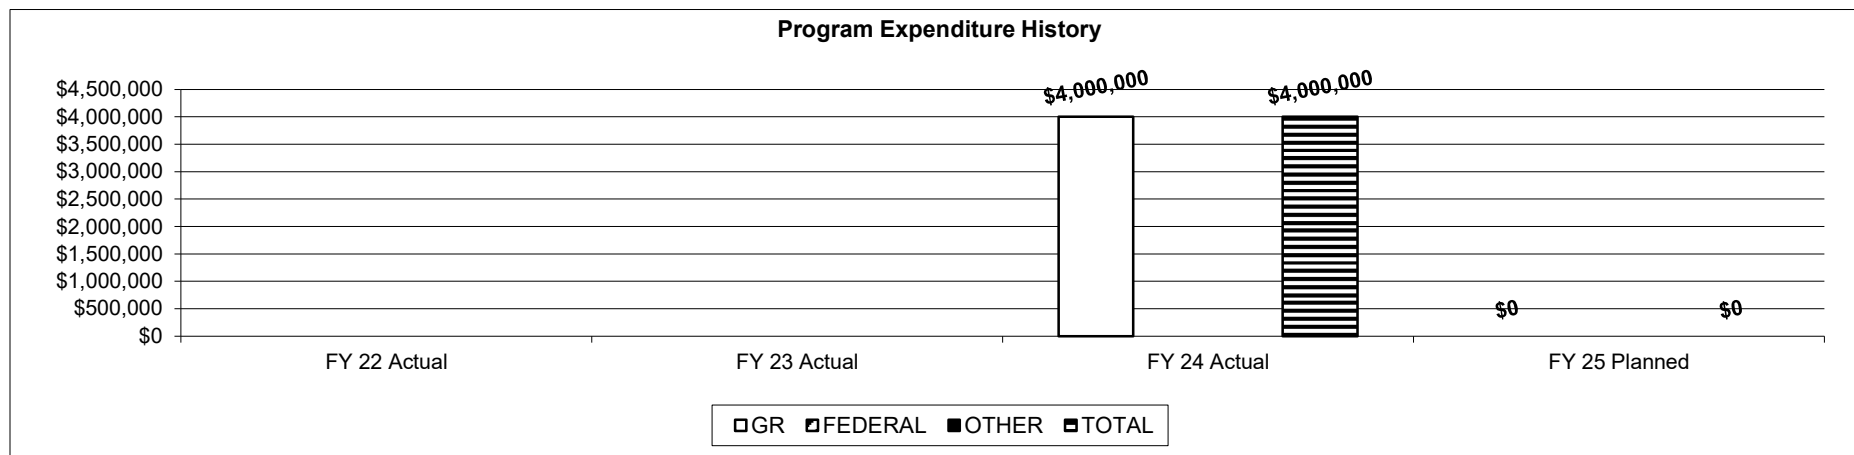 Program Expenditure History
$4,500,000
$4,000,000
$3,500,000
$3,000,000
$2,500,000
$2,000,000
$1,500,000
$1,000,000
$500,000
$0
$4,000,000
$4,000,000
$0
$0
FY 22 Actual
FY 23 Actual
FY 24 Actual
FY 25 Planned
GR FEDERAL OTHER TOTAL